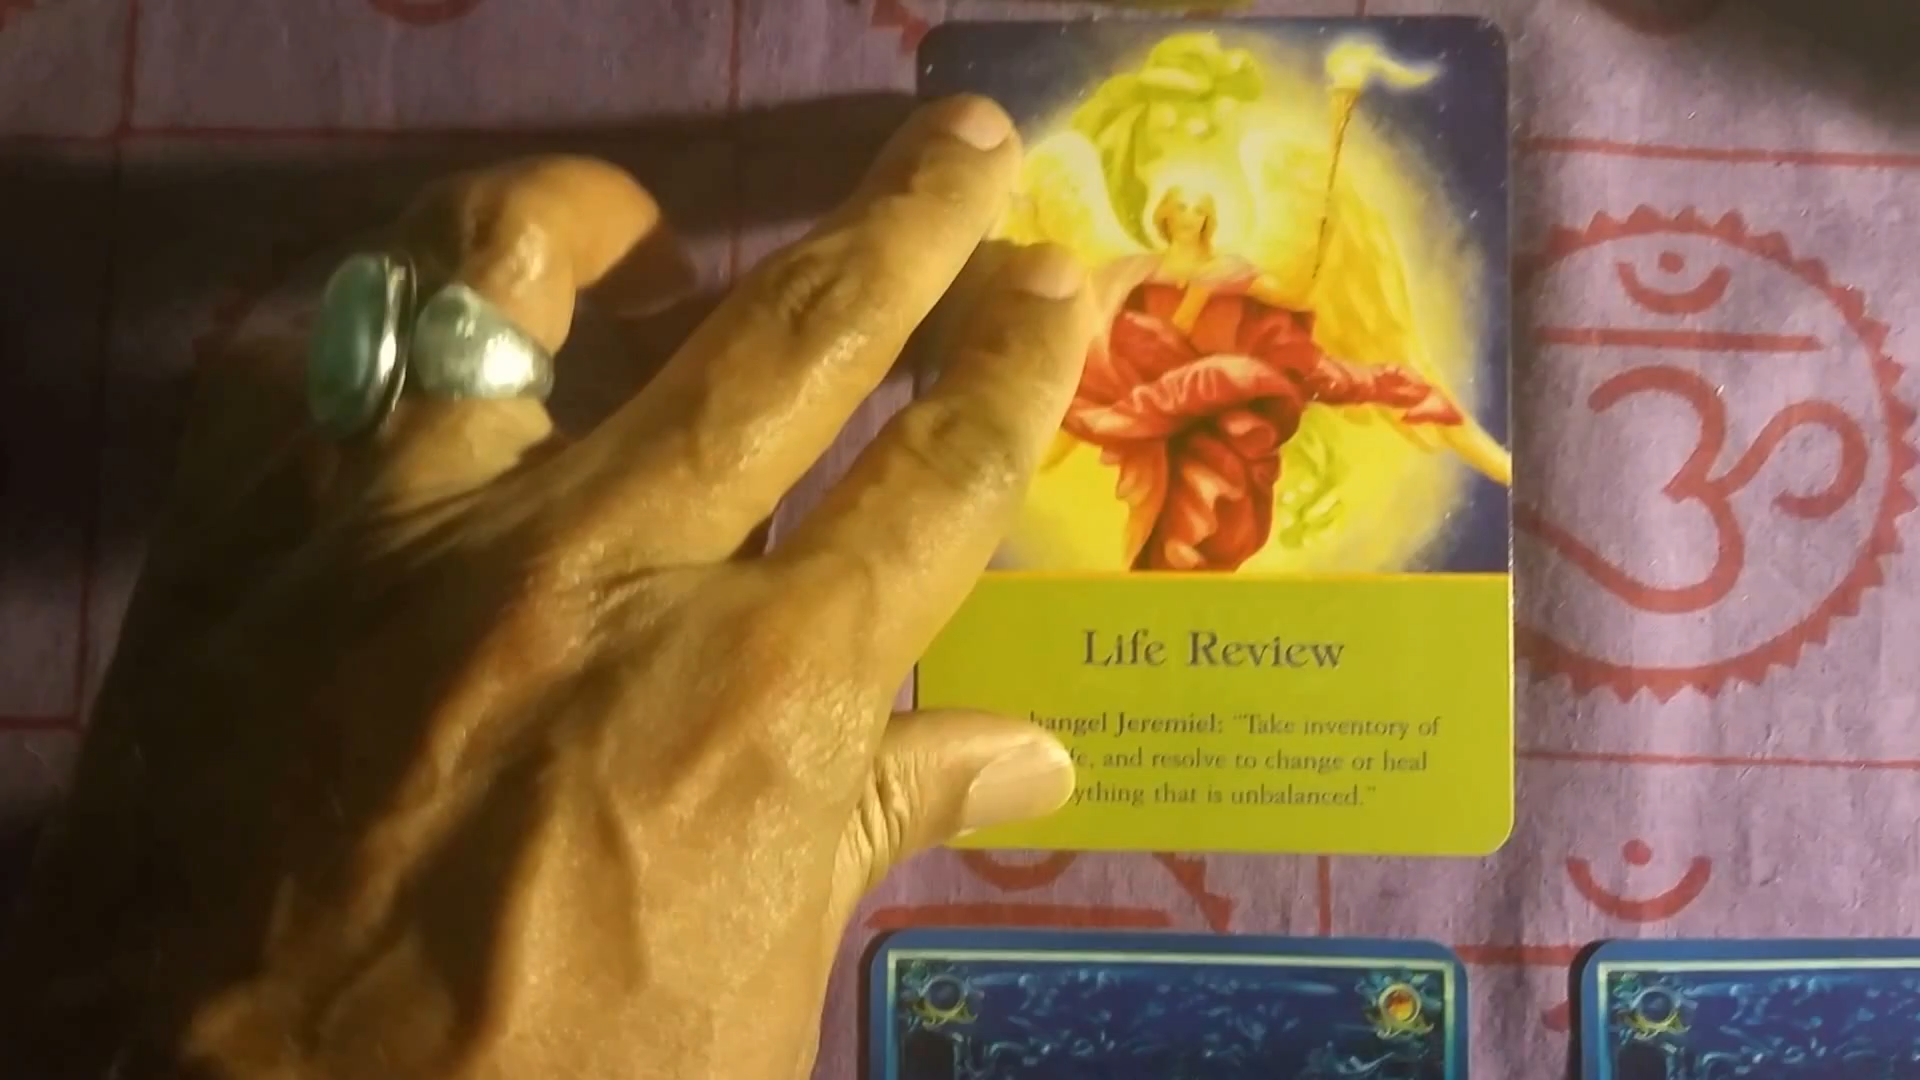 Life Review
hangel Jeremiel: "Take inventory of
fe, and resolve to change or heal
ything that is unbalanced."
ॐ